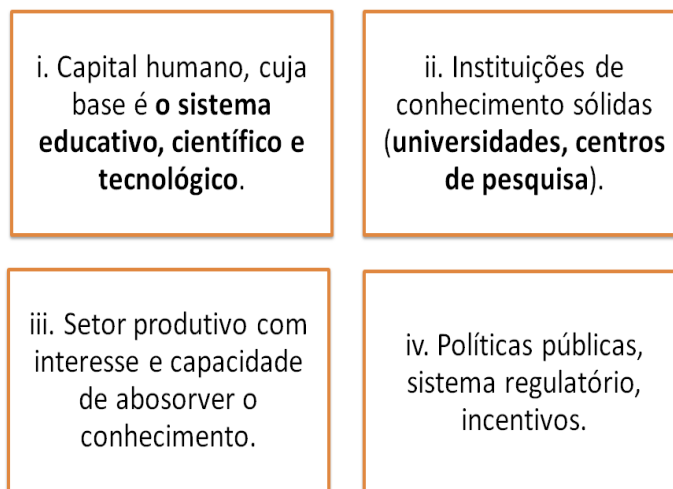 i. Capital humano, cuja
base é o sistema
educativo, científico e
tecnológico.
ii. Instituições de
conhecimento sólidas
(universidades, centros
de pesquisa).
iii. Setor produtivo com
interesse e capacidade
de abosorver o
conhecimento.
iv. Políticas públicas,
sistema regulatório,
incentivos.